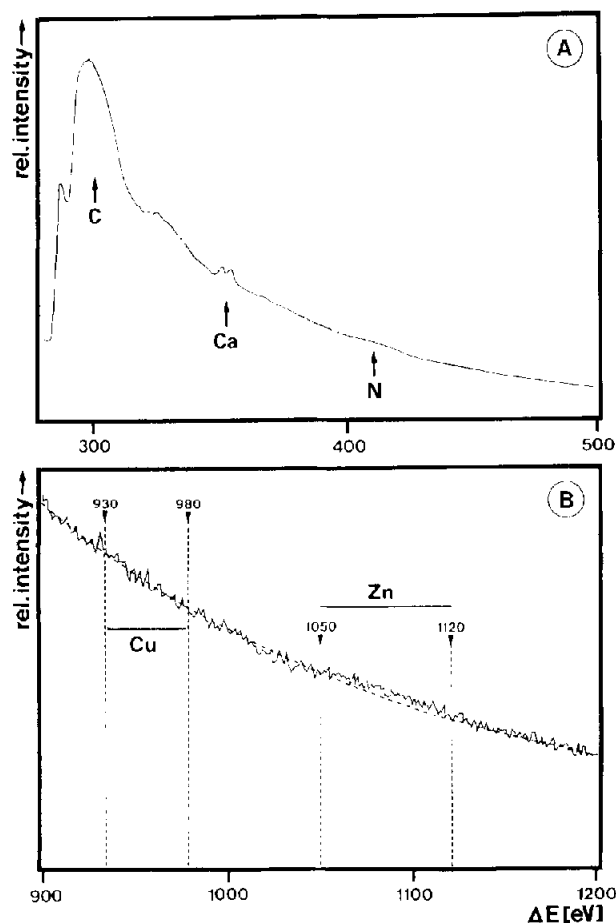 rel. intensity→
A
C
Ca
N
300 400 500
rel. intensity→
B
930 980
Zn
1050 1120
Cu
900 1000 1100 1200
ΔE [eV]